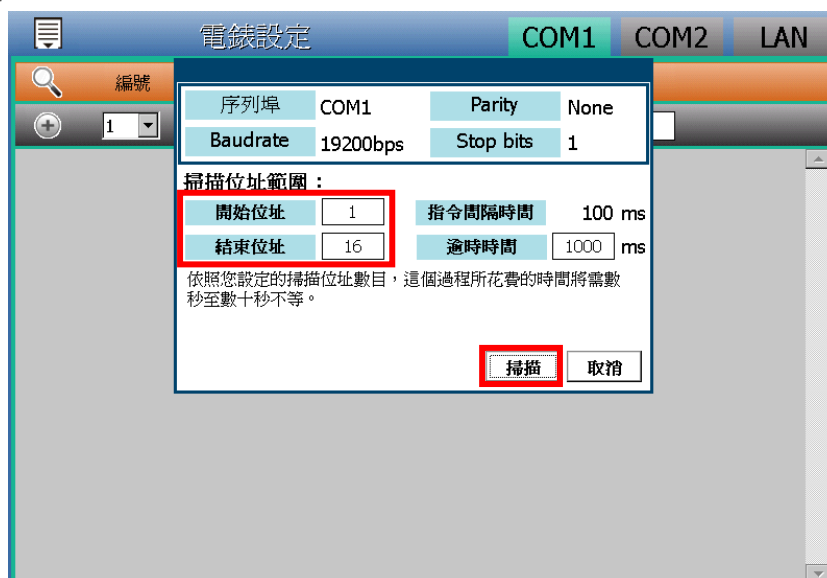 電錶設定 COM1 COM2 LAN
編號
1
序列埠 COM1 Parity None
Baudrate 19200bps Stop bits 1
掃描位址範圍：
開始位址 1 指令間隔時間 100 ms
結束位址 16 逾時時間 1000 ms
依照您設定的掃描位址數目，這個過程所花費的時間將需數
秒至數十秒不等。
掃描 取消